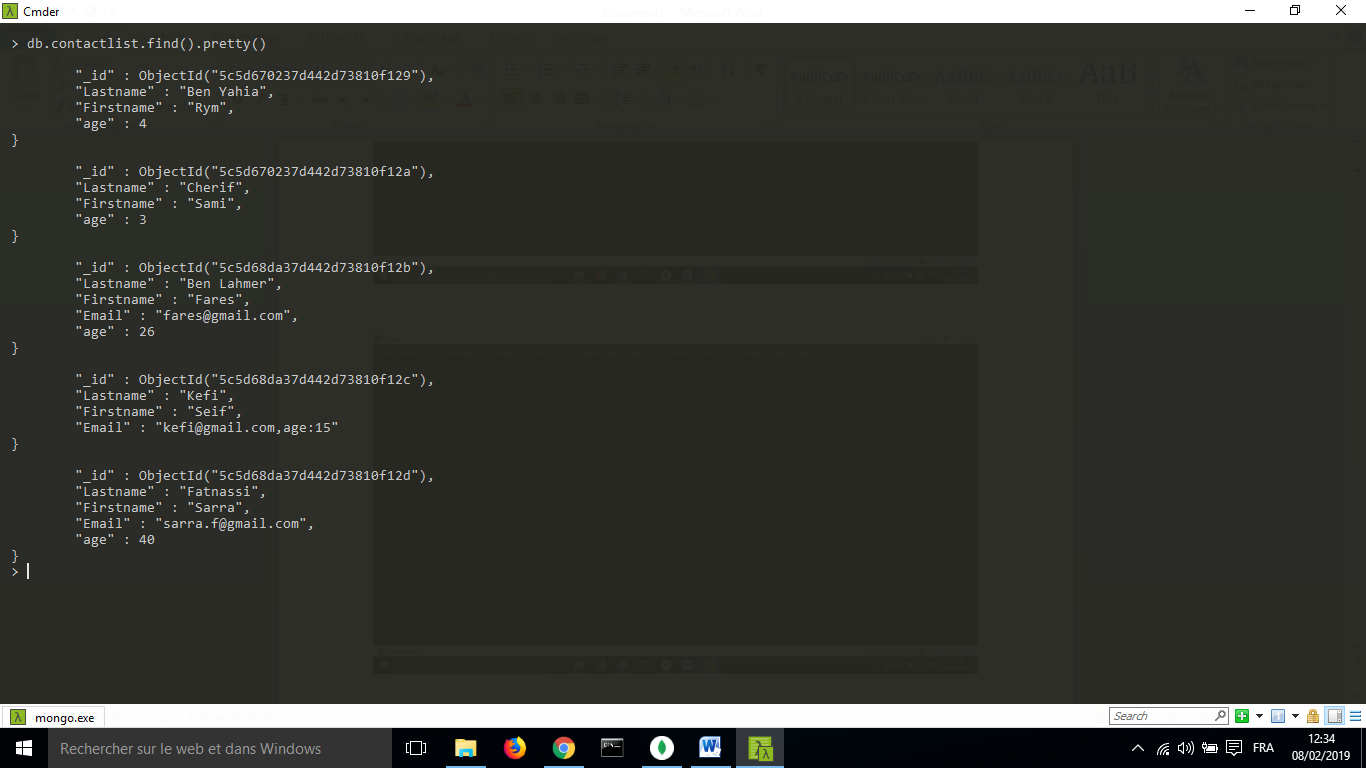 Cmder
> db.contactlist.find().pretty()
"_id" : ObjectId("5c5d670237d442d73810f129"),
"Lastname" : "Ben Yahia",
"Firstname" : "Rym",
"age" : 4
}
"_id" : ObjectId("5c5d670237d442d73810f12a"),
"Lastname" : "Cherif",
"Firstname" : "Sami",
"age" : 3
}
"_id" : ObjectId("5c5d68da37d442d73810f12b"),
"Lastname" : "Ben Lahmer",
"Firstname" : "Fares",
"Email" : "fares@gmail.com",
"age" : 26
}
"_id" : ObjectId("5c5d68da37d442d73810f12c"),
"Lastname" : "Kefi",
"Firstname" : "Seif",
"Email" : "kefi@gmail.com,age:15"
}
"_id" : ObjectId("5c5d68da37d442d73810f12d"),
"Lastname" : "Fatnassi",
"Firstname" : "Sarra",
"Email" : "sarra.f@gmail.com",
"age" : 40
}
>
mongo.exe
Search
Rechercher sur le web et dans Windows
FRA
12:34
08/02/2019